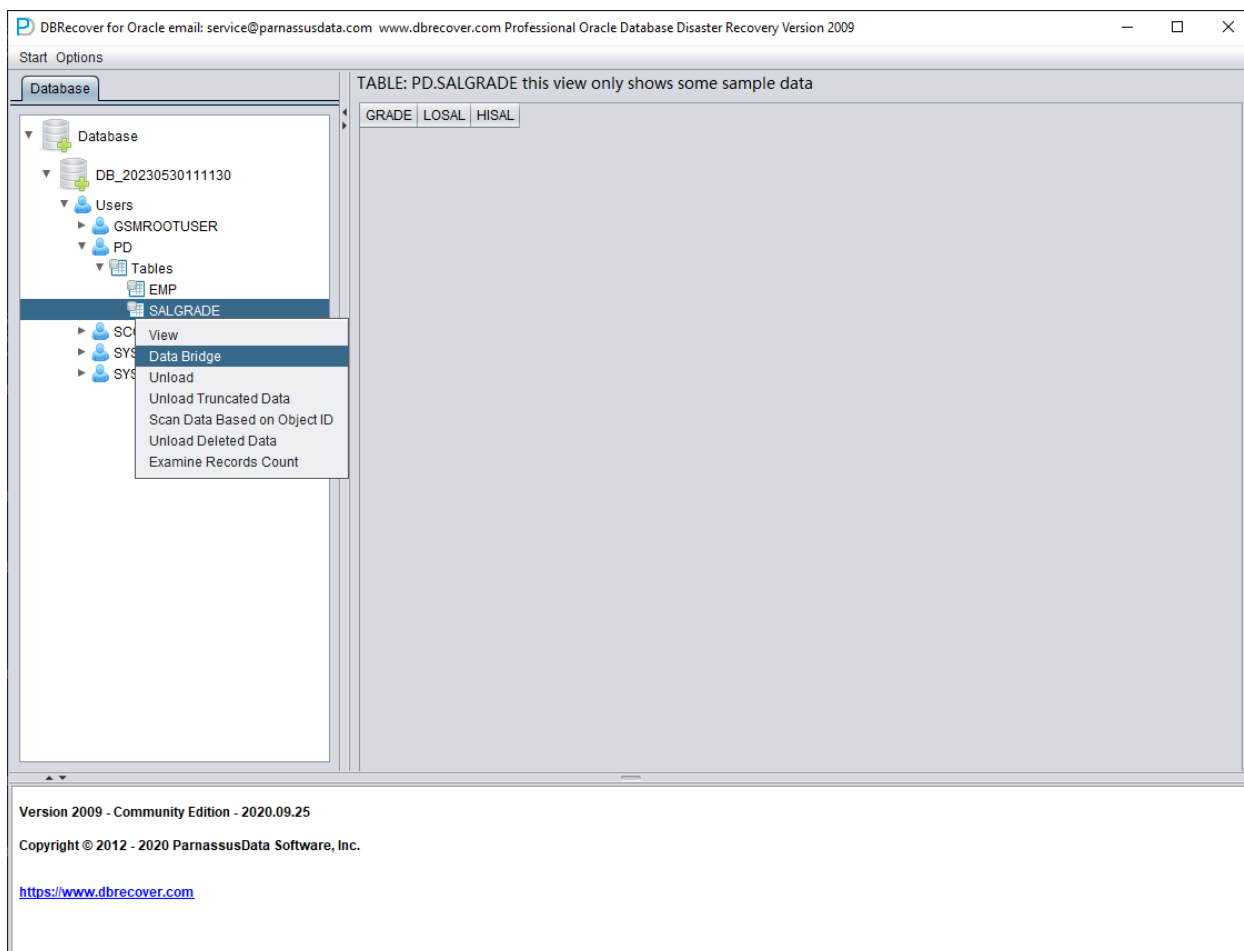 DBRecover for Oracle email: service@parnassusdata.com www.dbrecover.com Professional Oracle Database Disaster Recovery Version 2009
Start Options
Database
TABLE: PD.SALGRADE this view only shows some sample data
GRADE LOSAL HISAL
Database
DB_20230530111130
Users
GSMROOTUSER
PD
Tables
EMP
SALGRADE
View
Data Bridge
Unload
Unload Truncated Data
Scan Data Based on Object ID
Unload Deleted Data
Examine Records Count
Version 2009 - Community Edition - 2020.09.25
Copyright © 2012 - 2020 ParnassusData Software, Inc.
https://www.dbrecover.com